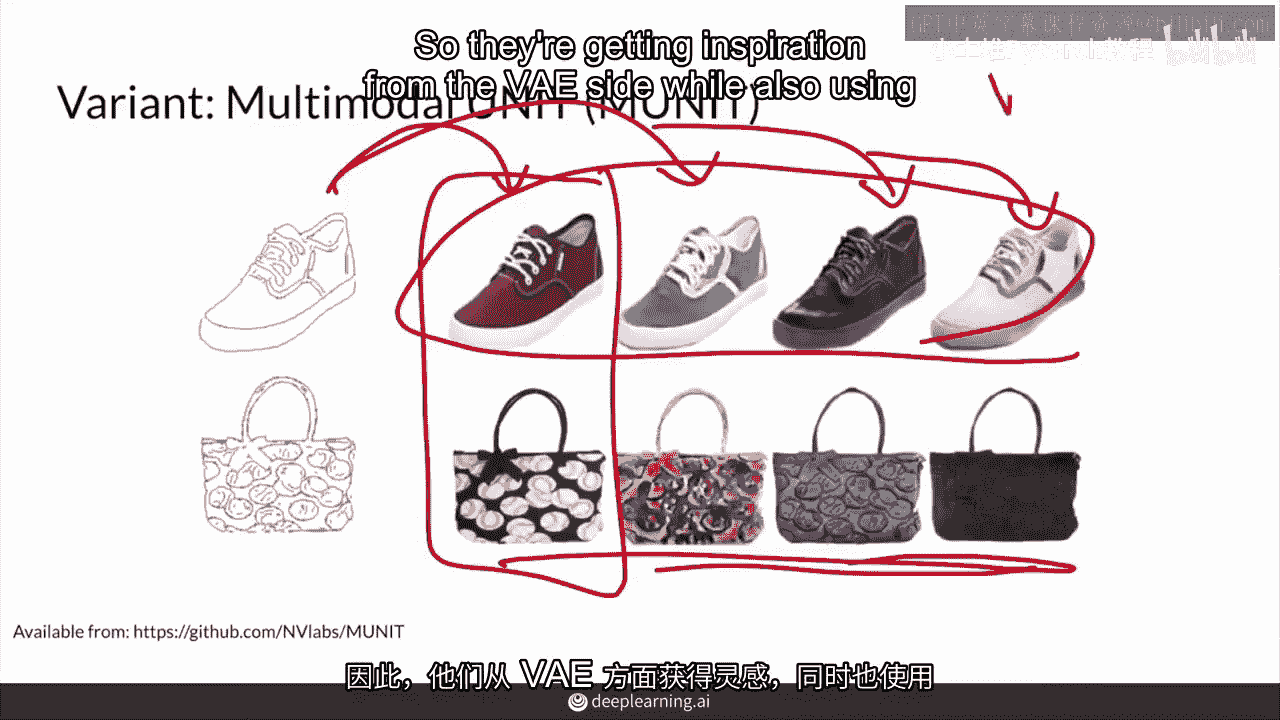 So they're getting inspiration
from the VAE side while also using
Variant: Multimodal UNIT (MUNIT)
Available from: https://github.com/NVlabs/MUNIT
因此，他们从 VAE 方面获得灵感，同时也使用
deeplearning.ai